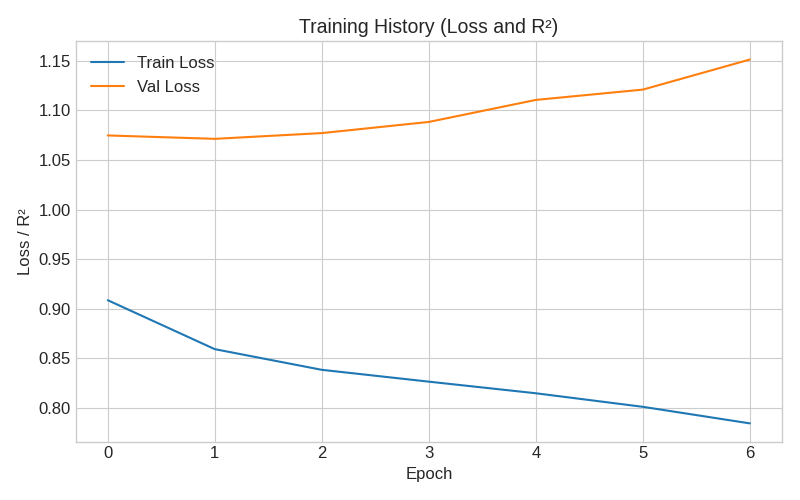 Training History (Loss and R²)
Train Loss
Val Loss
1.15
1.10
1.05
1.00
0.95
0.90
0.85
0.80
Loss / R²
0 1 2 3 4 5 6
Epoch